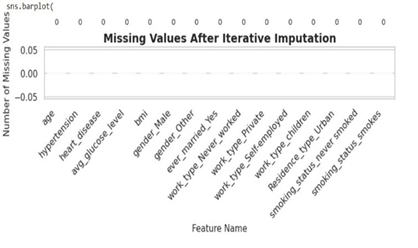 sns.barplot(
0 0 0 0 0 0 0 0 0 0 0 0 0 0 0
Missing Values After Iterative Imputation
Number of Missing Values
0.05
0.00
−0.05
age
hypertension
heart_disease
avg_glucose_level
bmi
gender_Male
gender_Other
ever_married_Yes
work_type_Never_worked
work_type_Private
work_type_Self-employed
work_type_children
Residence_type_Urban
smoking_status_never smoked
smoking_status_smokes
Feature Name